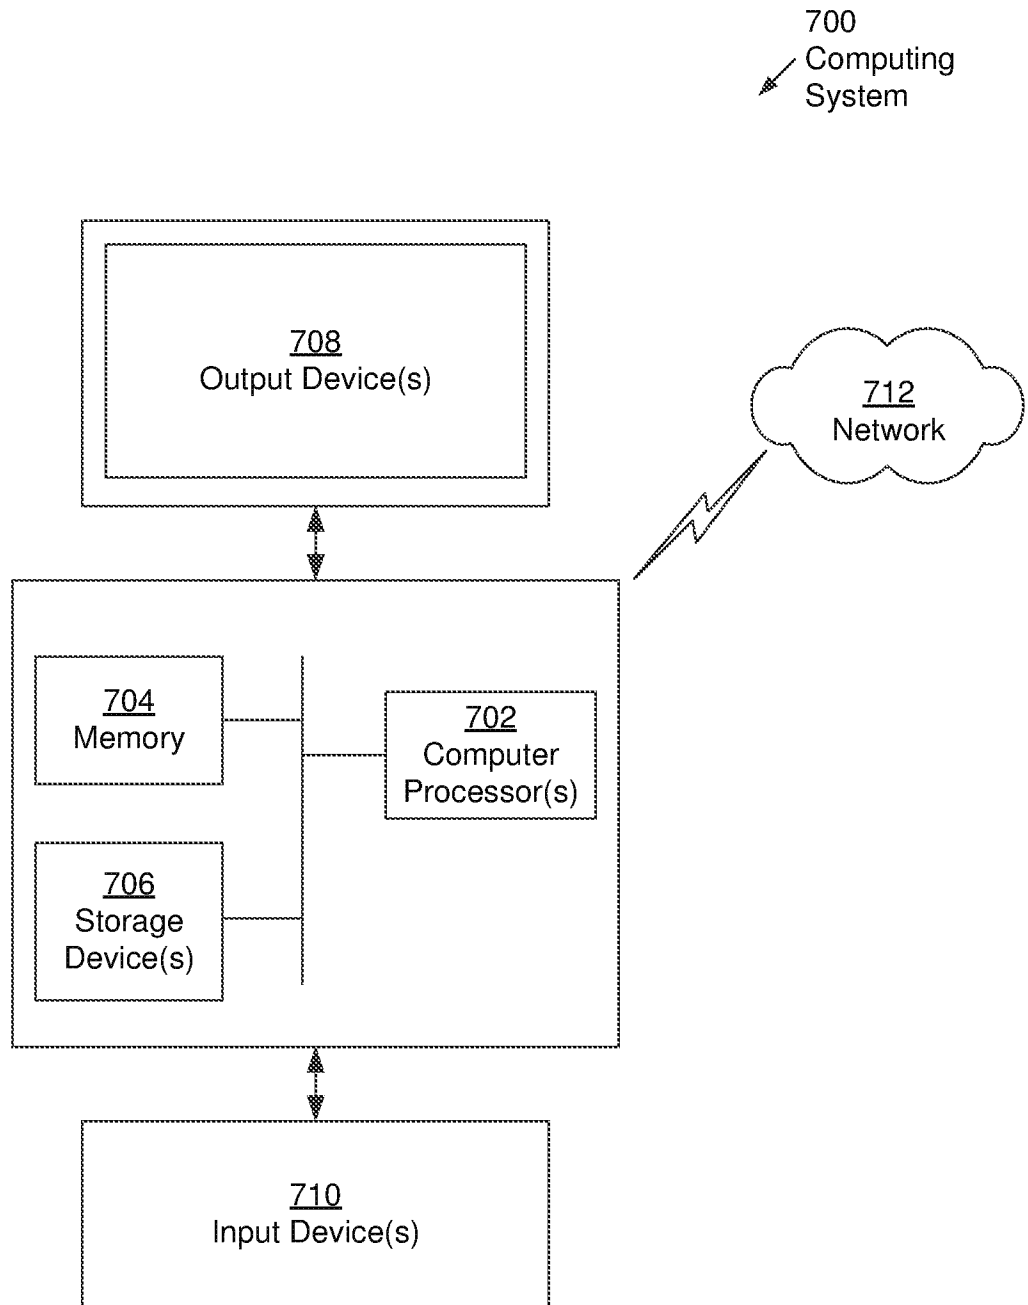 700
Computing
System
708
Output Device(s)
712
Network
704
Memory
702
Computer
Processor(s)
706
Storage
Device(s)
710
Input Device(s)